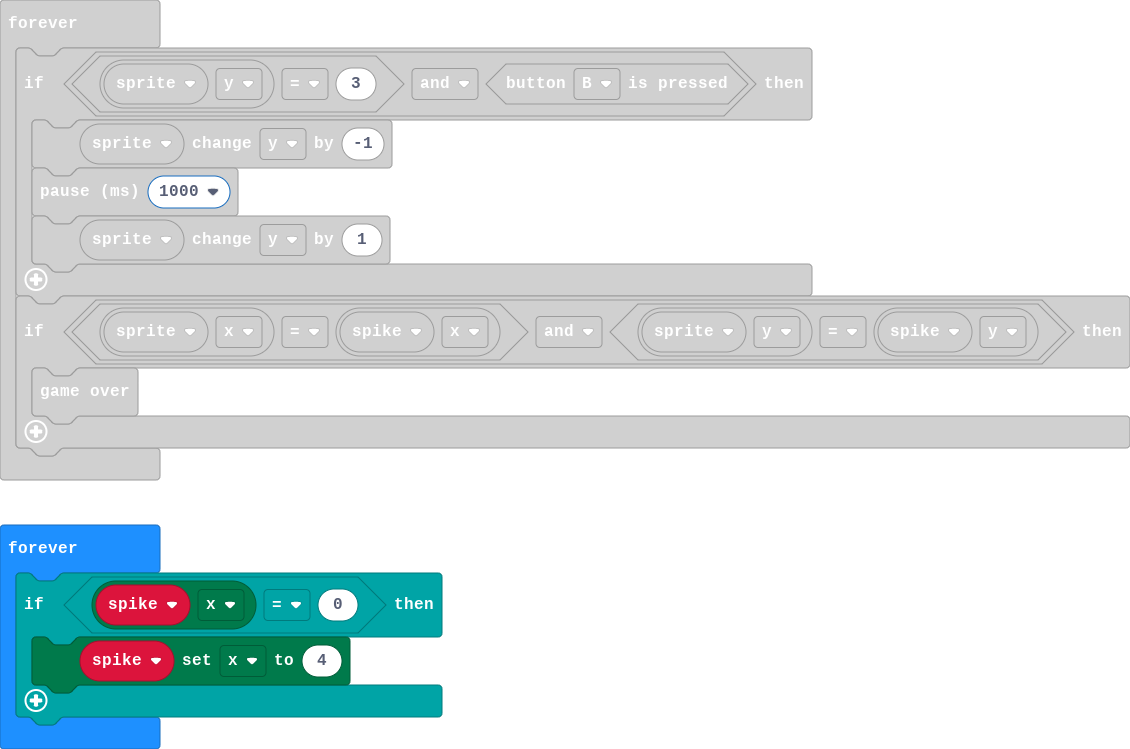 forever
if sprite y = 3 and button B is pressed then
sprite change y by -1
pause (ms) 1000
sprite change y by 1
if sprite x = spike x and sprite y = spike y then
game over
forever
if spike x = 0 then
spike set x to 4